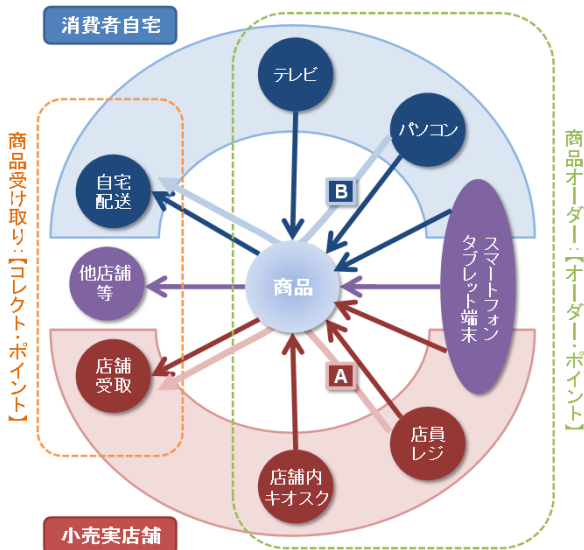 消費者自宅
テレビ
パソコン
B
自宅
配送
商品受け取り：【コレクト・ポイント】
商品オーダー：【オーダー・ポイント】
スマートフォン
タブレット端末
他店舗
等
商品
店舗
受取
A
店員
レジ
店舗内
キオスク
小売実店舗